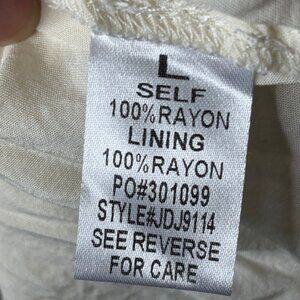 L
SELF
100%RAYON
LINING
100%RAYON
PO#301099
STYLE#JDJ9114
SEE REVERSE
FOR CARE